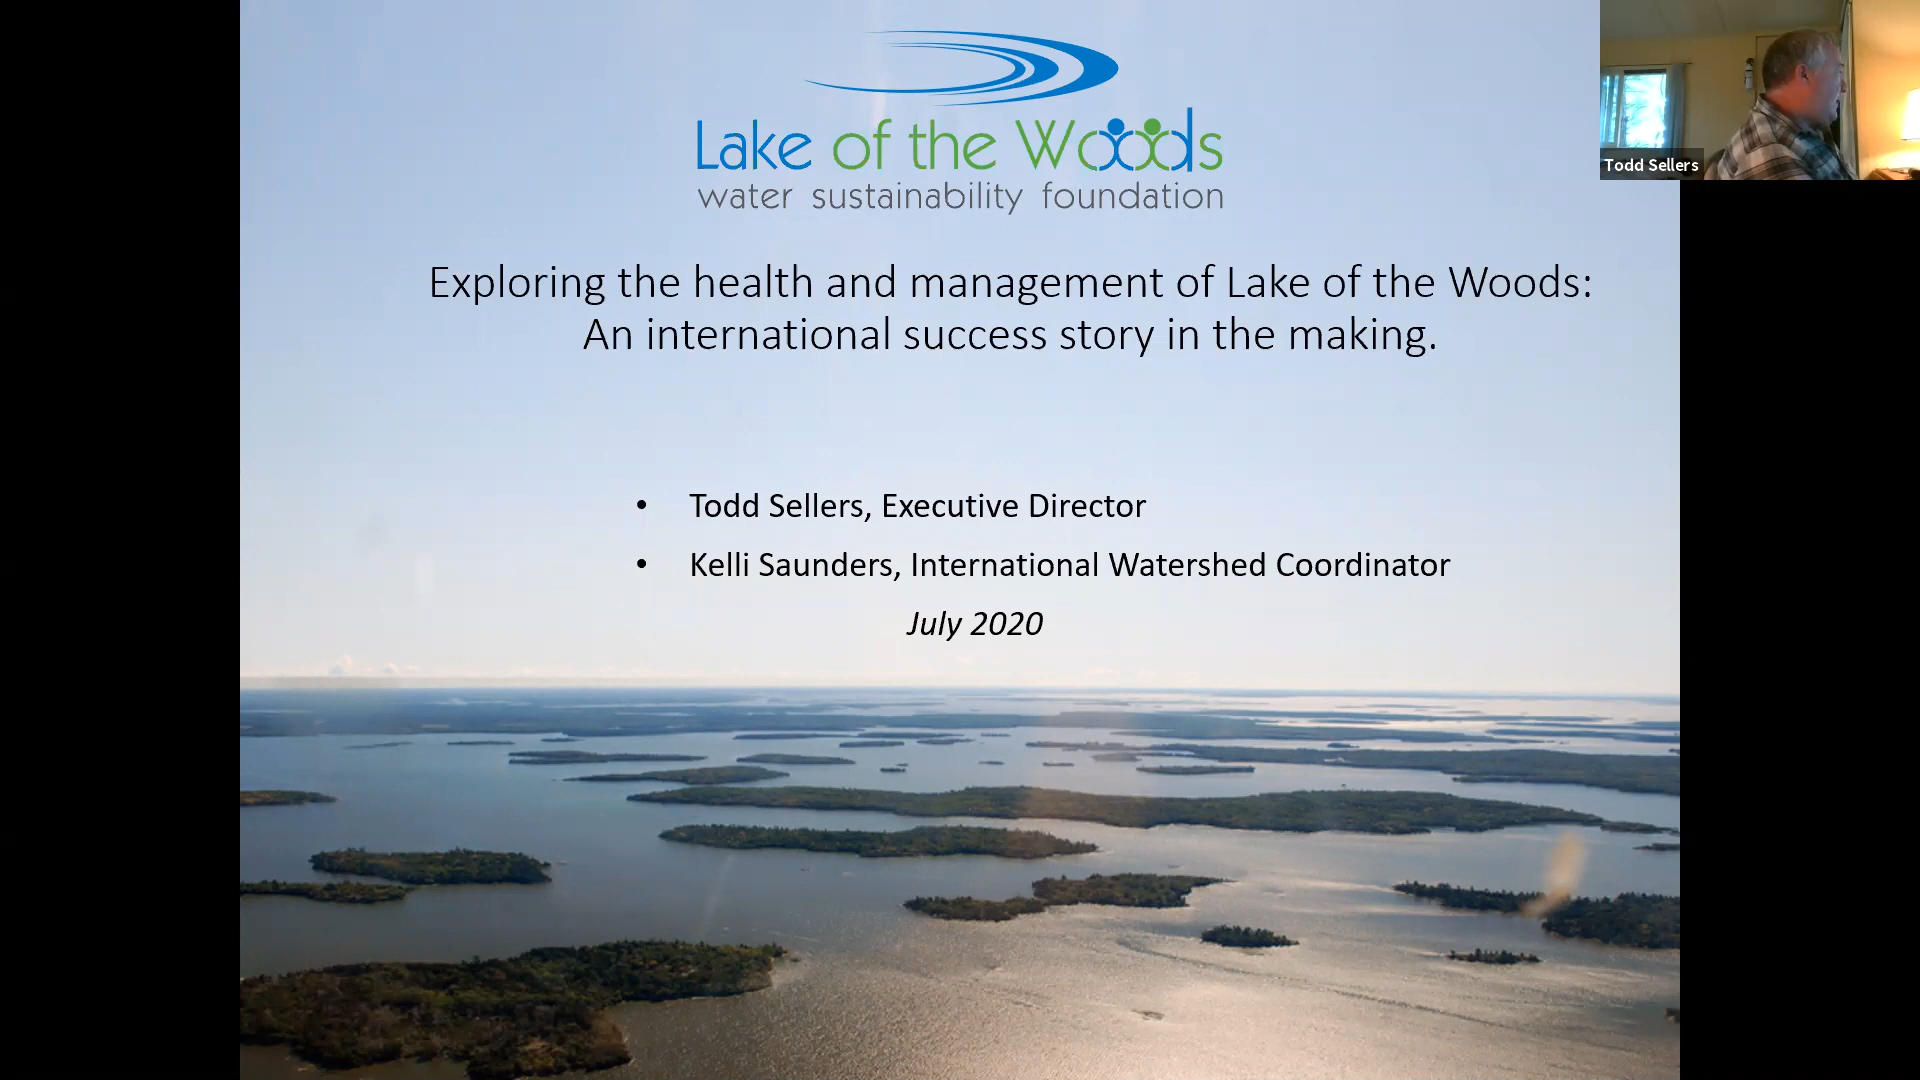 Lake of the Woods
water sustainability foundation
Exploring the health and management of Lake of the Woods:
An international success story in the making.
• Todd Sellers, Executive Director
• Kelli Saunders, International Watershed Coordinator
July 2020
Todd Sellers